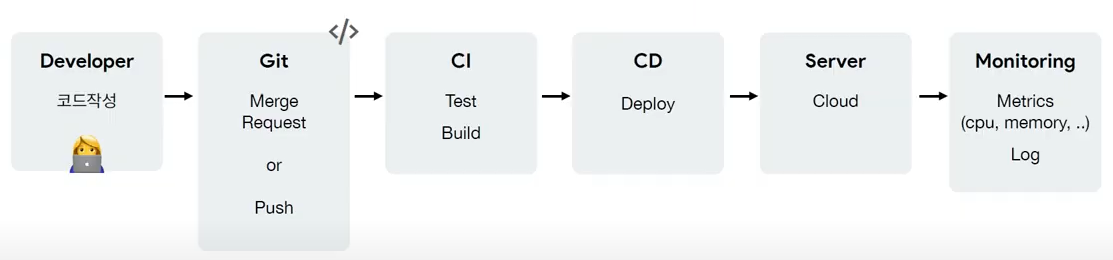 </>
Developer
코드작성
Git
Merge
Request
or
Push
CI
Test
Build
CD
Deploy
Server
Cloud
Monitoring
Metrics
(cpu, memory, ..)
Log